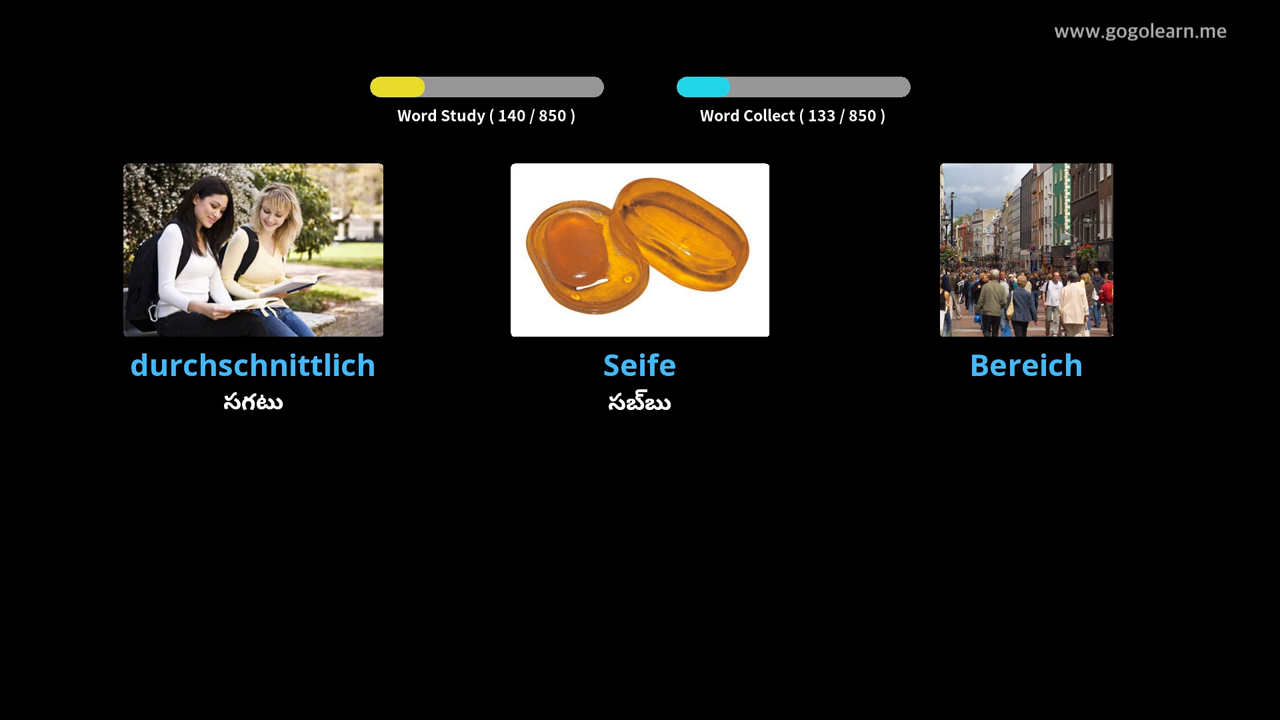 www.gogolearn.me
Word Study ( 140 / 850 )
Word Collect ( 133 / 850 )
durchschnittlich
సగటు
Seife
సబ్‌బు
Bereich